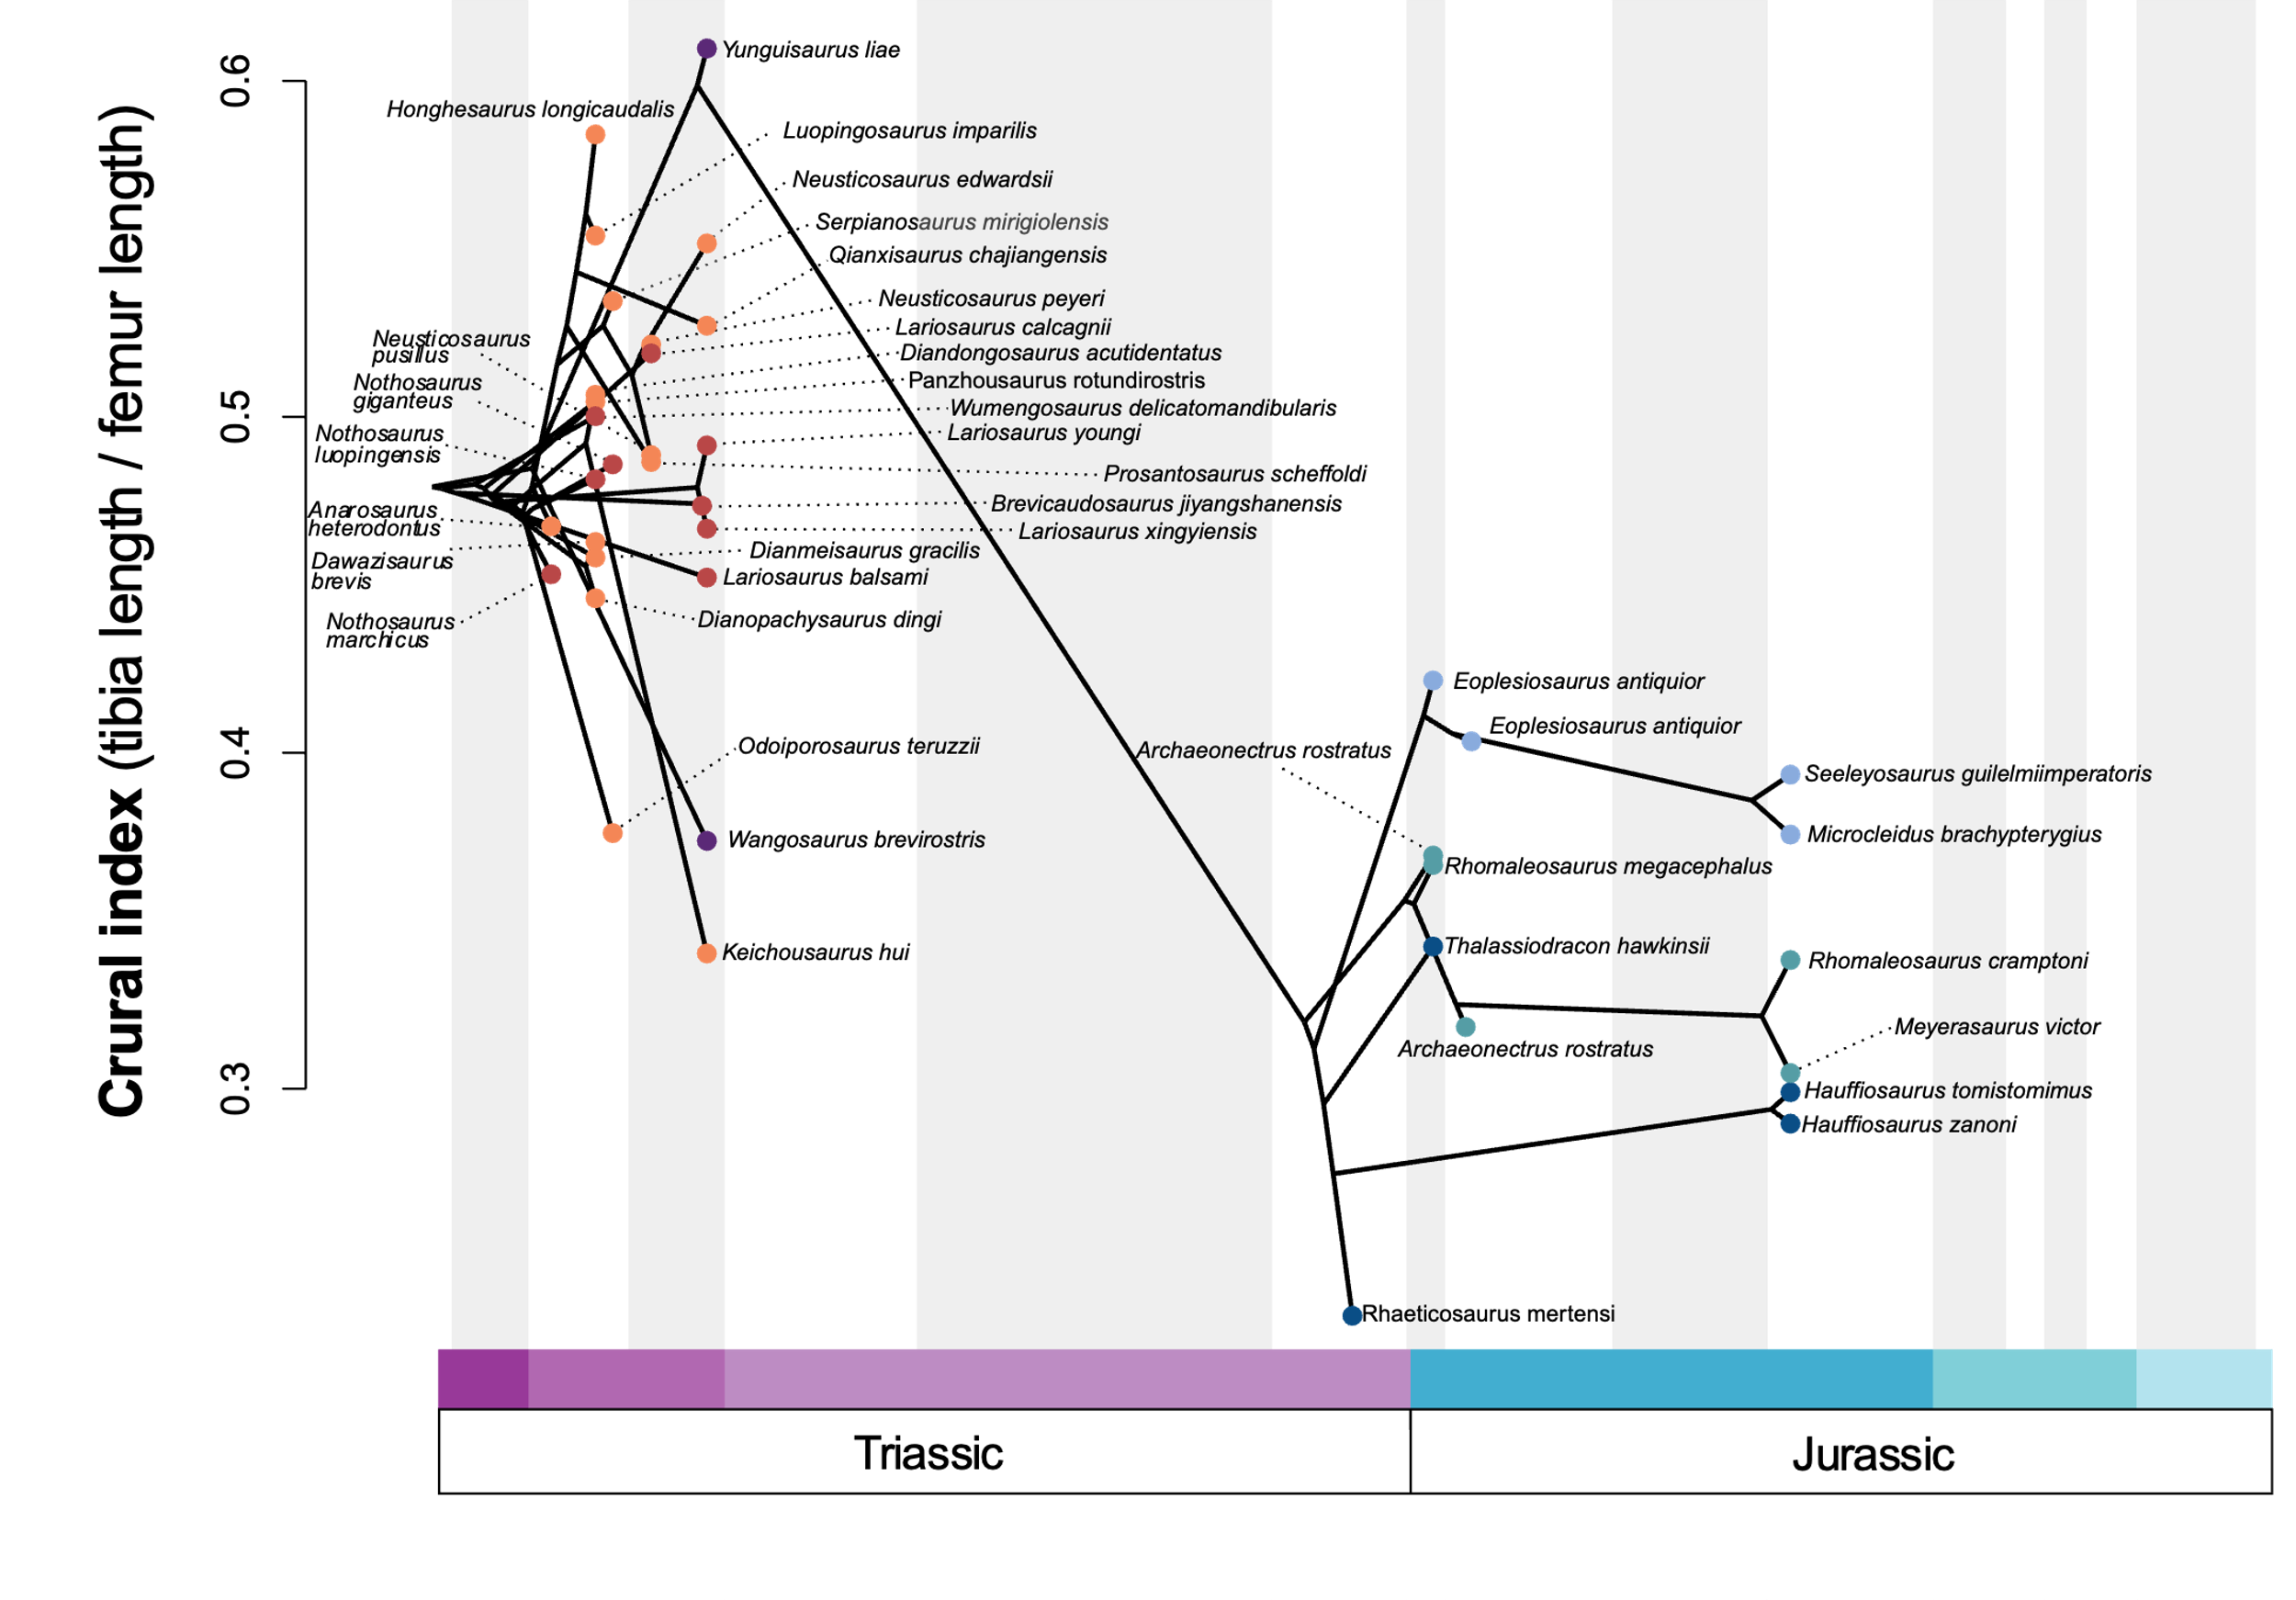 Crural index (tibia length / femur length)
0.6
0.5
0.4
0.3
Yunguisaurus liae
Honghesaurus longicaudalis
Luopingosaurus imparilis
Neusticosaurus edwardsii
Serpianosaurus mirigiolensis
Qianxisaurus chajiangensis
Neusticosaurus peyeri
Lariosaurus calcagnii
Diandongosaurus acutidentatus
Panzhousaurus rotundirostris
Wumengosaurus delicatomandibularis
Lariosaurus youngi
Prosantosaurus scheffoldi
Brevicaudosaurus jiyangshanensis
Lariosaurus xingyiensis
Dianmeisaurus gracilis
Lariosaurus balsami
Dianopachysaurus dingi
Neusticosaurus
pusillus
Nothosaurus
giganteus
Nothosaurus
luopingensis
Anarosaurus
heterodontus
Dawazisaurus
brevis
Nothosaurus
marchicus
Odoiporosaurus teruzzii
Wangosaurus brevirostris
Keichousaurus hui
Eoplesiosaurus antiquior
Eoplesiosaurus antiquior
Archaeonectrus rostratus
Seeleyosaurus guilelmiimperatoris
Microcleidus brachypterygius
Rhomaleosaurus megacephalus
Thalassiodracon hawkinsii
Rhomaleosaurus cramptoni
Meyerasaurus victor
Archaeonectrus rostratus
Hauffiosaurus tomistomimus
Hauffiosaurus zanoni
Rhaeticosaurus mertensi
Triassic
Jurassic